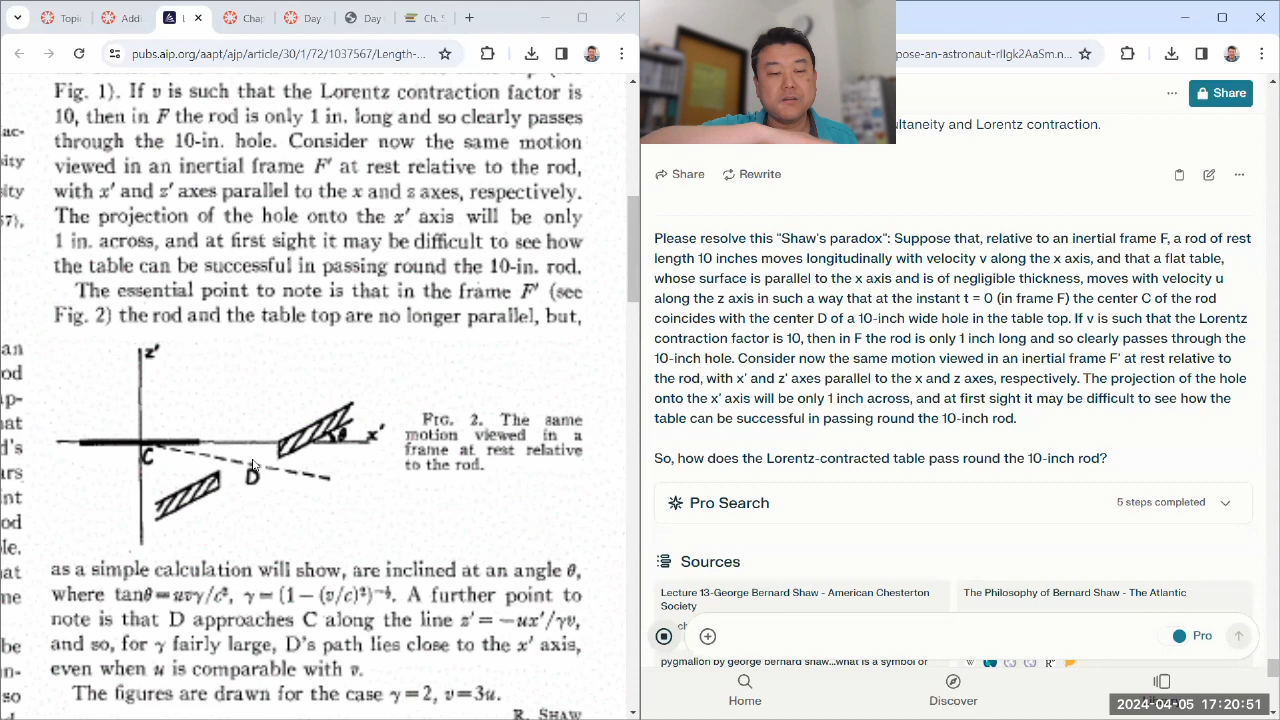 Topi
Addi
Chap
Day
Day
Ch. 5
pubs.aip.org/aapt/ajp/article/30/1/72/1037567/Length-...
Fig. 1). If v is such that the Lorentz contraction factor is
10, then in F the rod is only 1 in. long and so clearly passes
through the 10-in. hole. Consider now the same motion
viewed in an inertial frame F′ at rest relative to the rod,
with x′ and z′ axes parallel to the x and z axes, respectively.
The projection of the hole onto the x′ axis will be only
1 in. across, and at first sight it may be difficult to see how
the table can be successful in passing round the 10-in. rod.
The essential point to note is that in the frame F′ (see
Fig. 2) the rod and the table top are no longer parallel, but,
z′
x′
C
D
θ
Fig. 2. The same
motion viewed in a
frame at rest relative
to the rod.
as a simple calculation will show, are inclined at an angle θ,
where tanθ=uvγ/c², γ=(1−(v/c)²)^−½. A further point to
note is that D approaches C along the line z′=−ux′/γv,
and so, for γ fairly large, D's path lies close to the x′ axis,
even when u is comparable with v.
The figures are drawn for the case γ=2, v=3u.
R. Shaw
pose-an-astronaut-rllgk2SaSm.n...
Share
ultaneity and Lorentz contraction.
Share
Rewrite
Please resolve this "Shaw's paradox": Suppose that, relative to an inertial frame F, a rod of rest
length 10 inches moves longitudinally with velocity v along the x axis, and that a flat table,
whose surface is parallel to the x axis and is of negligible thickness, moves with velocity u
along the z axis in such a way that at the instant t = 0 (in frame F) the center C of the rod
coincides with the center D of a 10-inch wide hole in the table top. If v is such that the Lorentz
contraction factor is 10, then in F the rod is only 1 inch long and so clearly passes through the
10-inch hole. Consider now the same motion viewed in an inertial frame F' at rest relative to
the rod, with x' and z' axes parallel to the x and z axes, respectively. The projection of the hole
onto the x' axis will be only 1 inch across, and at first sight it may be difficult to see how the
table can be successful in passing round the 10-inch rod.
So, how does the Lorentz-contracted table pass round the 10-inch rod?
Pro Search
5 steps completed
Sources
Lecture 13-George Bernard Shaw - American Chesterton
Society
The Philosophy of Bernard Shaw - The Atlantic
Pro
pygmalion by george bernard shaw...what is a symbol or
Home
Discover
2024-04-05 17:20:51